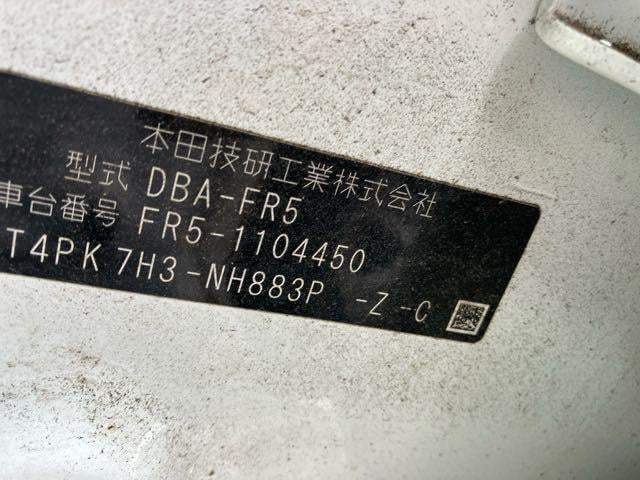 本田技研工業株式会社
型式 DBA-FR5
車台番号 FR5-1104450
T4PK 7H3-NH883P -Z -C